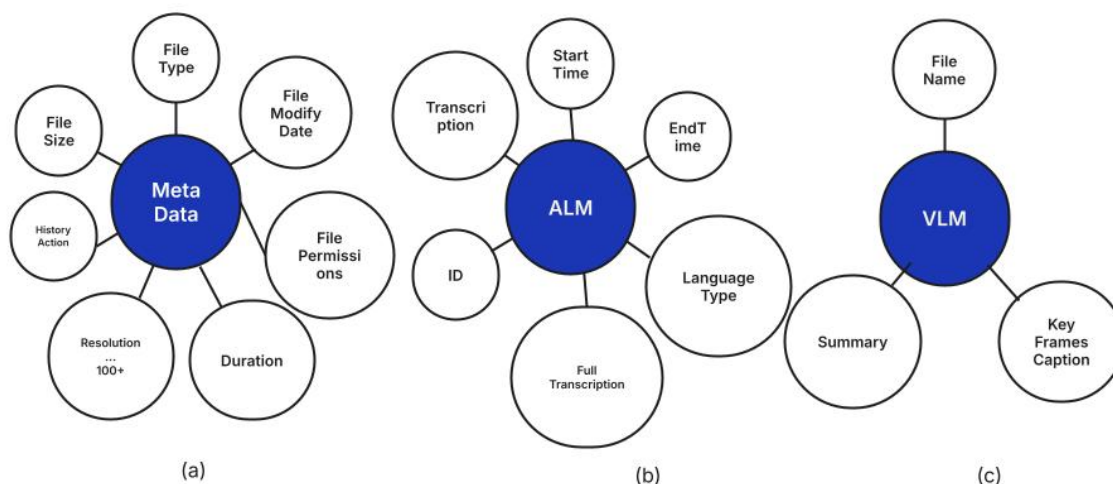 File
Type
File
Modify
Date
File
Size
Meta
Data
History
Action
File
Permissi
ons
Resolution
...
100+
Duration
(a)
Start
Time
Transcri
ption
EndT
ime
ALM
ID
Language
Type
Full
Transcription
(b)
File
Name
VLM
Summary
Key
Frames
Caption
(c)